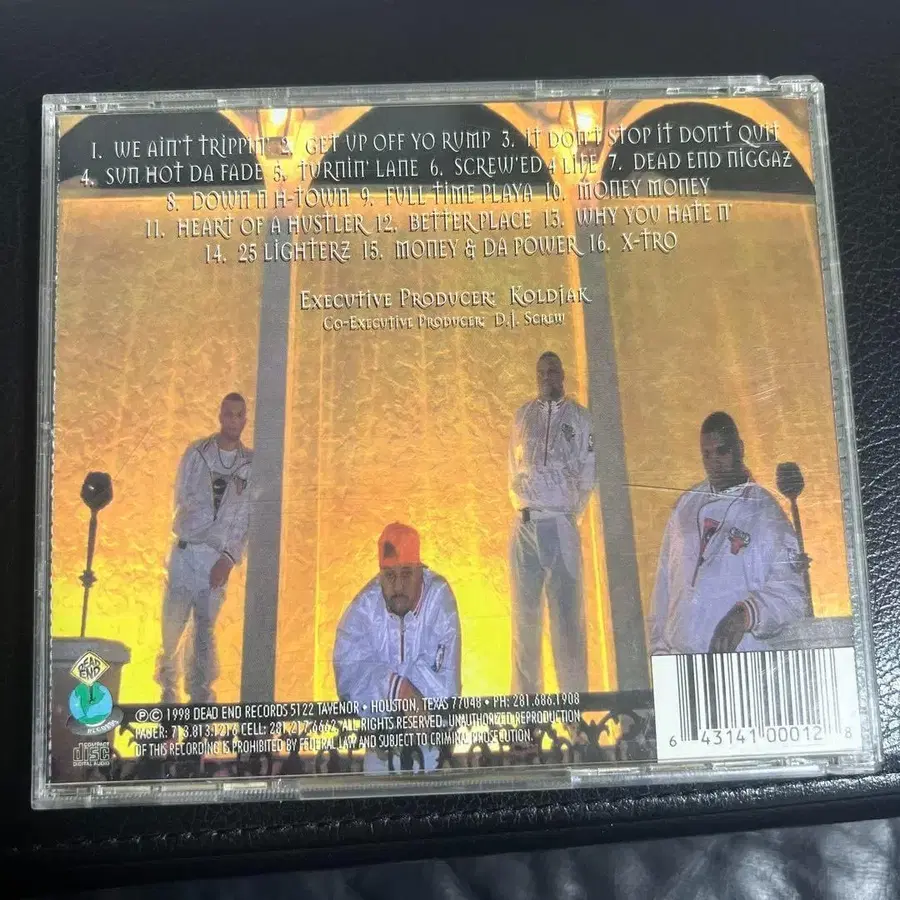 1. WE AIN'T TRIPPIN' 2. GET UP OFF YO RUMP 3. IT DON'T STOP IT DON'T QUIT
4. SUN HOT DA FADE 5. TURNIN' LANE 6. SCREW'ED 4 LIFE 7. DEAD END NIGGAZ
8. DOWN N H-TOWN 9. FULL TIME PLAYA 10. MONEY MONEY
11. HEART OF A HUSTLER 12. BETTER PLACE 13. WHY YOU HATE N'
14. 25 LIGHTERZ 15. MONEY & DA POWER 16. X-TRO
EXECUTIVE PRODUCER: KOLDJAK
CO-EXECUTIVE PRODUCER: D.J. SCREW
DEAD END
RECORDS
COMPACT
disc
DIGITAL AUDIO
℗© 1998 DEAD END RECORDS 5122 TAVENOR • HOUSTON, TEXAS 77048 • PH: 281.686.1908
PAGER: 713.813.1216 CELL: 281.217.6662. ALL RIGHTS RESERVED. UNAUTHORIZED REPRODUCTION
OF THIS RECORDING IS PROHIBITED BY FEDERAL LAW AND SUBJECT TO CRIMINAL PROSECUTION.
6 43141 00012 8